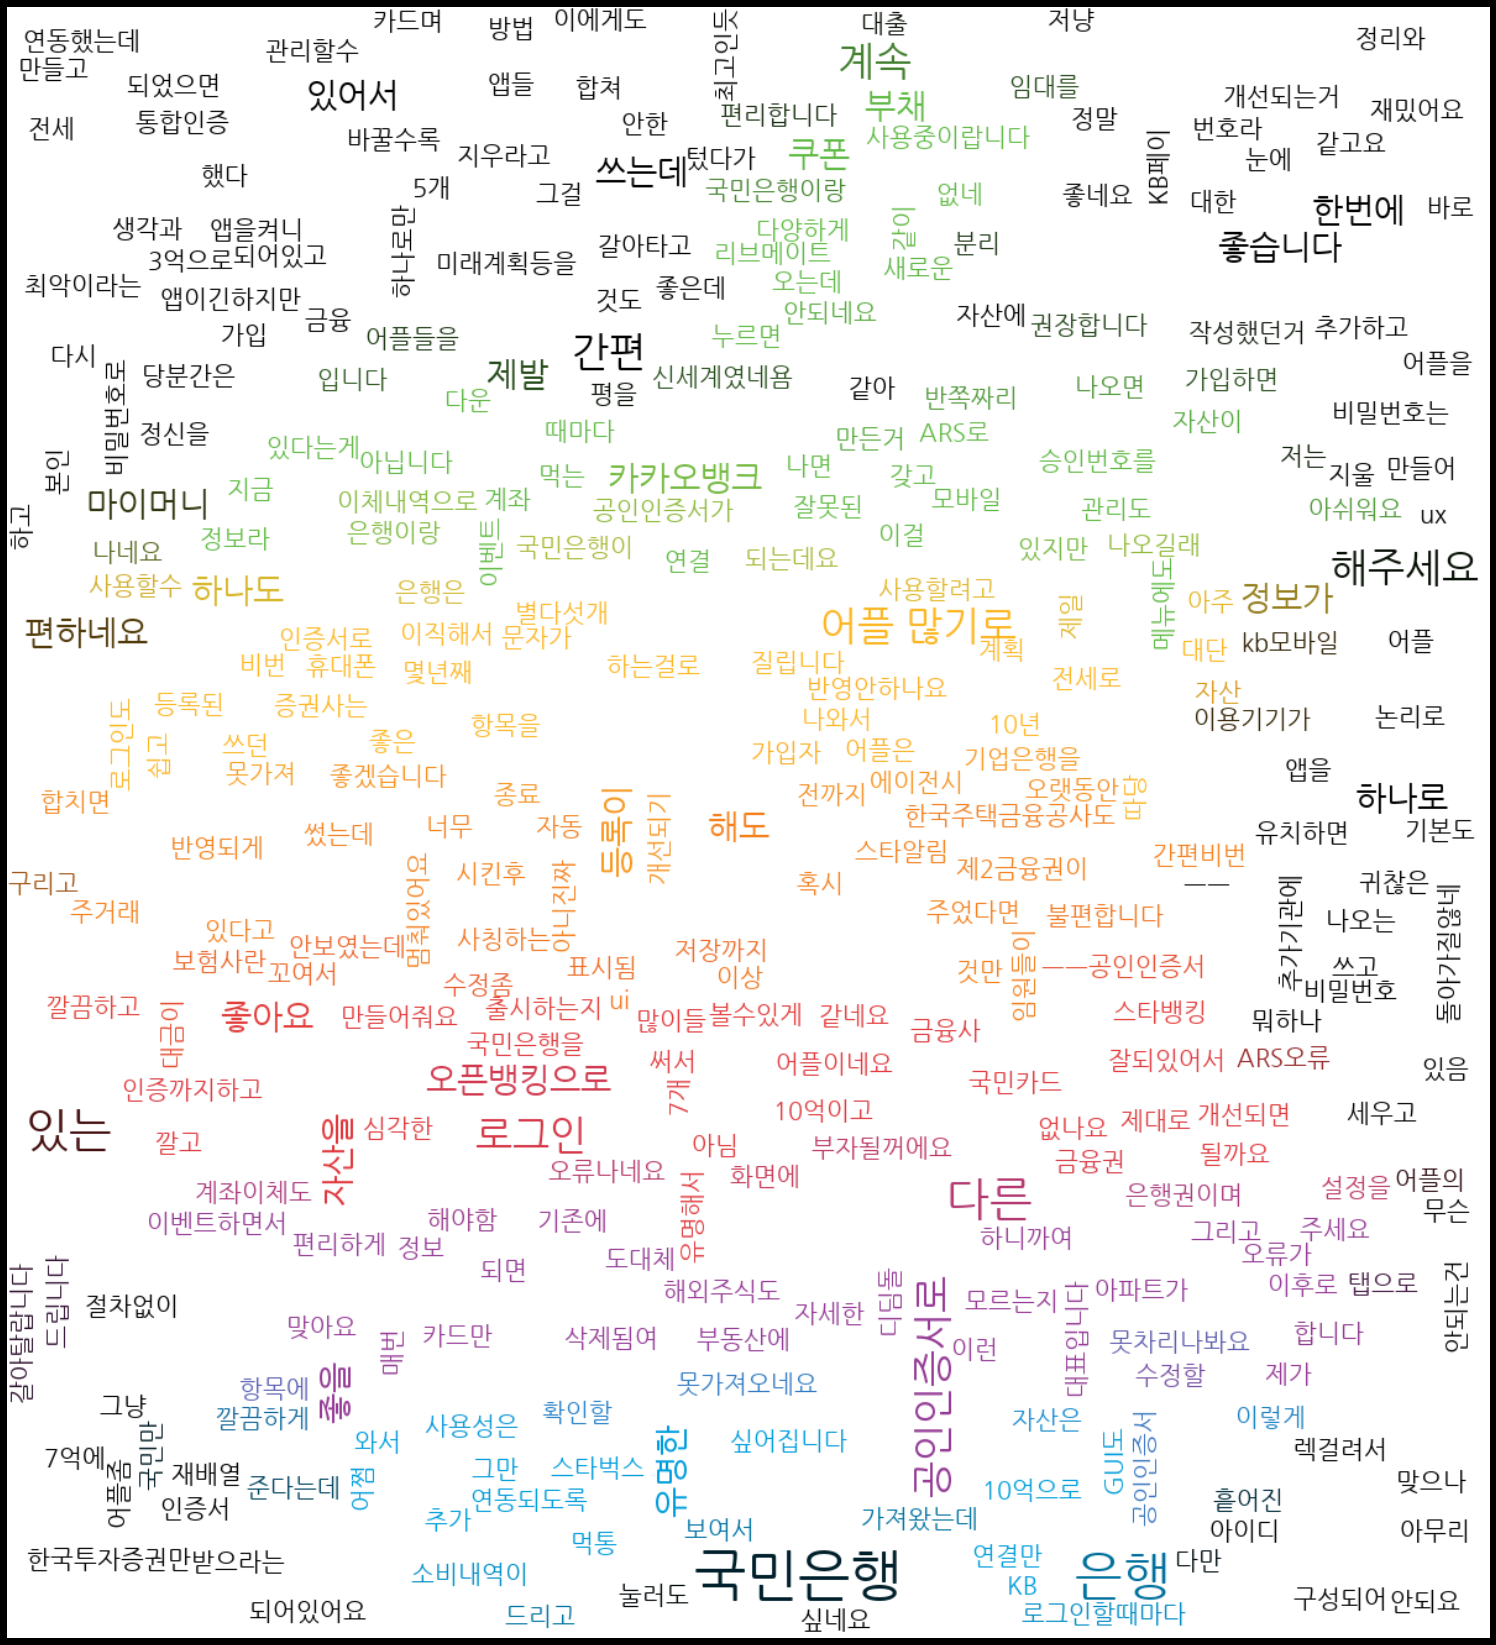 카드며
방법
이에게도
최고인듯
대출
저냥
정리와
연동했는데
관리할수
계속
만들고
되었으면
있어서
앱들
합쳐
부채
임대를
개선되는거
재밌어요
전세
통합인증
바꿀수록
안한
편리합니다
사용중이랍니다
정말
번호라
같고요
지우라고
쓰는데
텄다가
쿠폰
KB페이
눈에
했다
5개
그걸
국민은행이랑
없네
좋네요
대한
한번에
바로
생각과
앱을켜니
하나로만
갈아타고
다양하게
같이
분리
좋습니다
3억으로
되어있고
미래계획등을
리브메이트
새로운
최악이라는
앱이긴하지만
것도
좋은데
오는데
안되네요
자산에
권장합니다
작성했던거
추가하고
가입
금융
어플들을
간편
누르면
다시
비밀번호로
당분간은
입니다
제발
평을
신세계였네욤
같아
반쪽짜리
나오면
가입하면
어플을
다운
정신을
때마다
만든거
ARS로
자산이
비밀번호는
본인
있다는게
아닙니다
먹는
카카오뱅크
나면
갖고
승인번호를
저는
지울
만들어
하고
마이머니
지금
이체내역으로
계좌
공인인증서가
잘못된
모바일
관리도
아쉬워요
ux
나네요
정보라
은행이랑
이벤트
국민은행이
연결
되는데요
이걸
있지만
나오길래
해주세요
사용할수
하나도
은행은
별다섯개
사용할려고
제일
메뉴에도
아주
정보가
편하네요
인증서로
이직해서
문자가
어플 많기로
계획
대단
kb모바일
어플
비번
휴대폰
몇년째
하는걸로
질립니다
반영안하나요
전세로
자산
로그인도
등록된
증권사는
항목을
나와서
10년
이용기기가
논리로
쉽고
쓰던
좋은
가입자
어플은
기업은행을
못가져
좋겠습니다
종료
전까지
에이전시
오랫동안
따당
앱을
하나로
합치면
반영되게
썼는데
너무
자동
등록이
개선되기
해도
한국주택금융공사도
유치하면
기본도
구리고
멈춰있어요
시킨후
아니진짜
혹시
스타알림
제2금융권이
간편비번
ㅡㅡ
추가기관에
귀찮은
돌아가질않네
주거래
있다고
안보였는데
사칭하는
저장까지
주었다면
불편합니다
나오는
보험사란
꼬여서
수정좀
표시됨
이상
것만
임원들이
ㅡㅡ공인인증서
쓰고
비밀번호
깔끔하고
대금이
좋아요
만들어줘요
출시하는지
ui
많이들
볼수있게
같네요
금융사
스타뱅킹
뭐하나
국민은행을
써서
어플이네요
잘되있어서
ARS오류
있음
인증까지하고
오픈뱅킹으로
7개
10억이고
국민카드
있는
깔고
자산을
심각한
로그인
아님
부자될꺼에요
없나요
제대로
개선되면
세우고
금융권
될까요
계좌이체도
오류나네요
유명해서
화면에
다른
은행권이며
설정을
어플의
무슨
이벤트하면서
해야함
기존에
하니까여
그리고
주세요
편리하게
정보
되면
도대체
오류가
갈아탈랍니다
드립니다
절차없이
해외주식도
자세한
디딤돌
공인인증서로
모르는지
대표입니다
아파트가
이후로
탭으로
안되는건
맞아요
매번
카드만
삭제됨여
부동산에
이런
못차리나봐요
합니다
항목에
좋을
못가져오네요
수정할
제가
그냥
깔끔하게
사용성은
확인할
자산은
이렇게
7억에
어플좀
국민만
재배열
와서
유명한
싶어집니다
GUI도
공인인증서
렉걸려서
준다는데
어쩜
그만
스타벅스
10억으로
흩어진
맞으나
인증서
연동되도록
추가
보여서
가져왔는데
아이디
아무리
한국투자증권만받으라는
먹통
국민은행
연결만
은행
다만
소비내역이
눌러도
KB
구성되어
안되요
되어있어요
드리고
싶네요
로그인할때마다